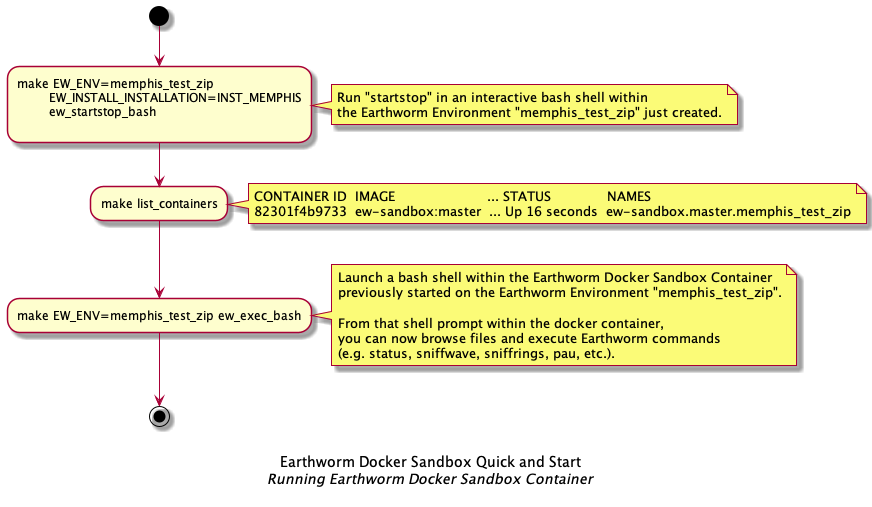 make EW_ENV=memphis_test_zip
EW_INSTALL_INSTALLATION=INST_MEMPHIS
ew_startstop_bash
Run "startstop" in an interactive bash shell within
the Earthworm Environment "memphis_test_zip" just created.
make list_containers
CONTAINER ID IMAGE ... STATUS NAMES
82301f4b9733 ew-sandbox:master ... Up 16 seconds ew-sandbox.master.memphis_test_zip
make EW_ENV=memphis_test_zip ew_exec_bash
Launch a bash shell within the Earthworm Docker Sandbox Container
previously started on the Earthworm Environment "memphis_test_zip".
From that shell prompt within the docker container,
you can now browse files and execute Earthworm commands
(e.g. status, sniffwave, sniffrings, pau, etc.).
Earthworm Docker Sandbox Quick and Start
Running Earthworm Docker Sandbox Container